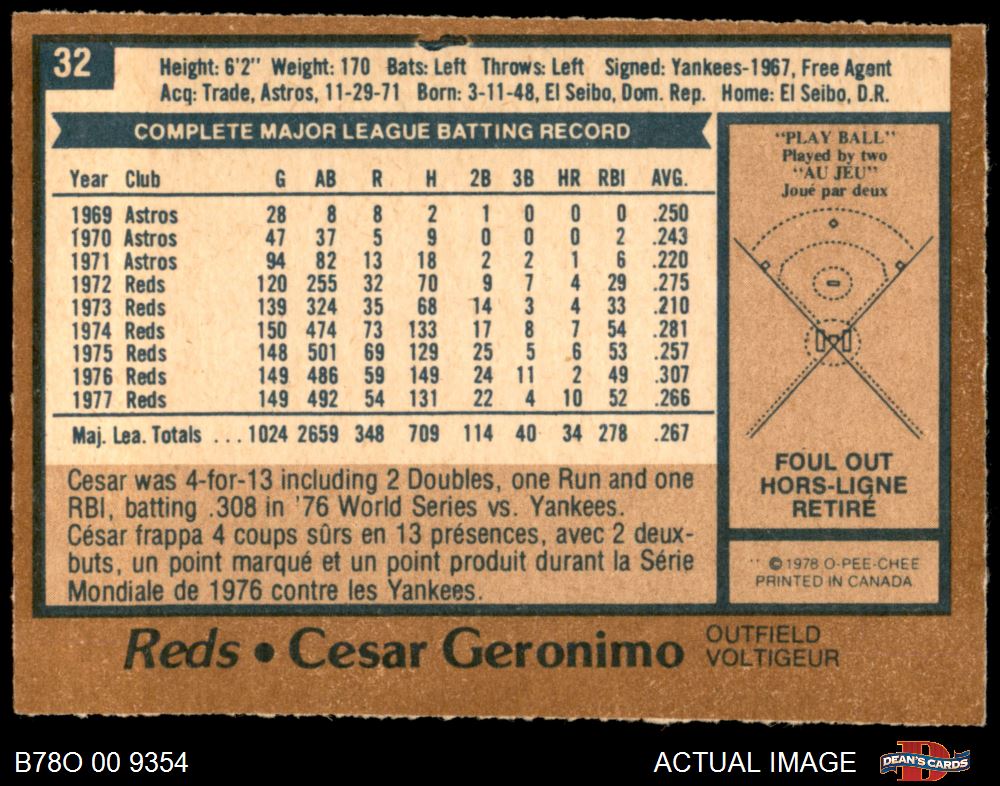 32
Height: 6'2" Weight: 170 Bats: Left Throws: Left Signed: Yankees-1967, Free Agent
Acq: Trade, Astros, 11-29-71 Born: 3-11-48, El Seibo, Dom. Rep. Home: El Seibo, D.R.
COMPLETE MAJOR LEAGUE BATTING RECORD
Year Club G AB R H 2B 3B HR RBI AVG.
1969 Astros 28 8 8 2 1 0 0 0 .250
1970 Astros 47 37 5 9 0 0 0 2 .243
1971 Astros 94 82 13 18 2 2 1 6 .220
1972 Reds 120 255 32 70 9 7 4 29 .275
1973 Reds 139 324 35 68 14 3 4 33 .210
1974 Reds 150 474 73 133 17 8 7 54 .281
1975 Reds 148 501 69 129 25 5 6 53 .257
1976 Reds 149 486 59 149 24 11 2 49 .307
1977 Reds 149 492 54 131 22 4 10 52 .266
Maj. Lea. Totals ... 1024 2659 348 709 114 40 34 278 .267
Cesar was 4-for-13 including 2 Doubles, one Run and one
RBI, batting .308 in '76 World Series vs. Yankees.
César frappa 4 coups sûrs en 13 présences, avec 2 deux-
buts, un point marqué et un point produit durant la Série
Mondiale de 1976 contre les Yankees.
"PLAY BALL"
Played by two
"AU JEU"
Joué par deux
FOUL OUT
HORS-LIGNE
RETIRÉ
©1978 O-PEE-CHEE
PRINTED IN CANADA
Reds • Cesar Geronimo
OUTFIELD
VOLTIGEUR
B78O 00 9354
ACTUAL IMAGE
D
DEAN'S CARDS